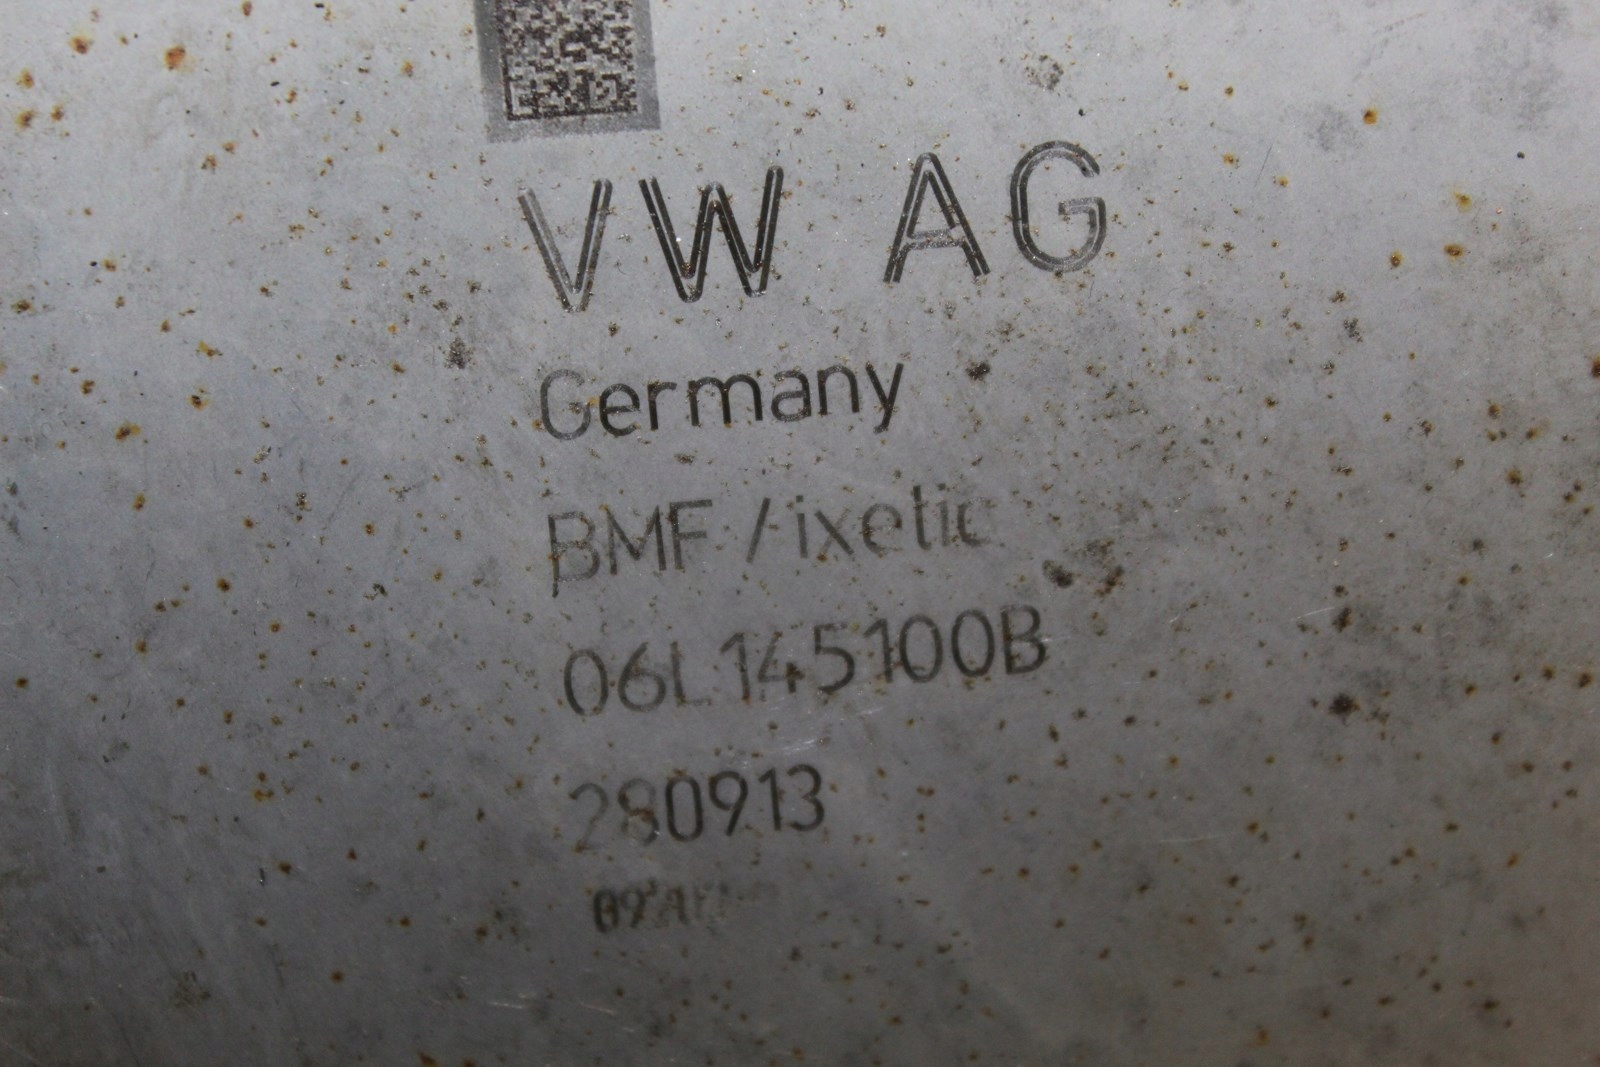 VW AG
Germany
BMF / ixetic
06L145100B
280913